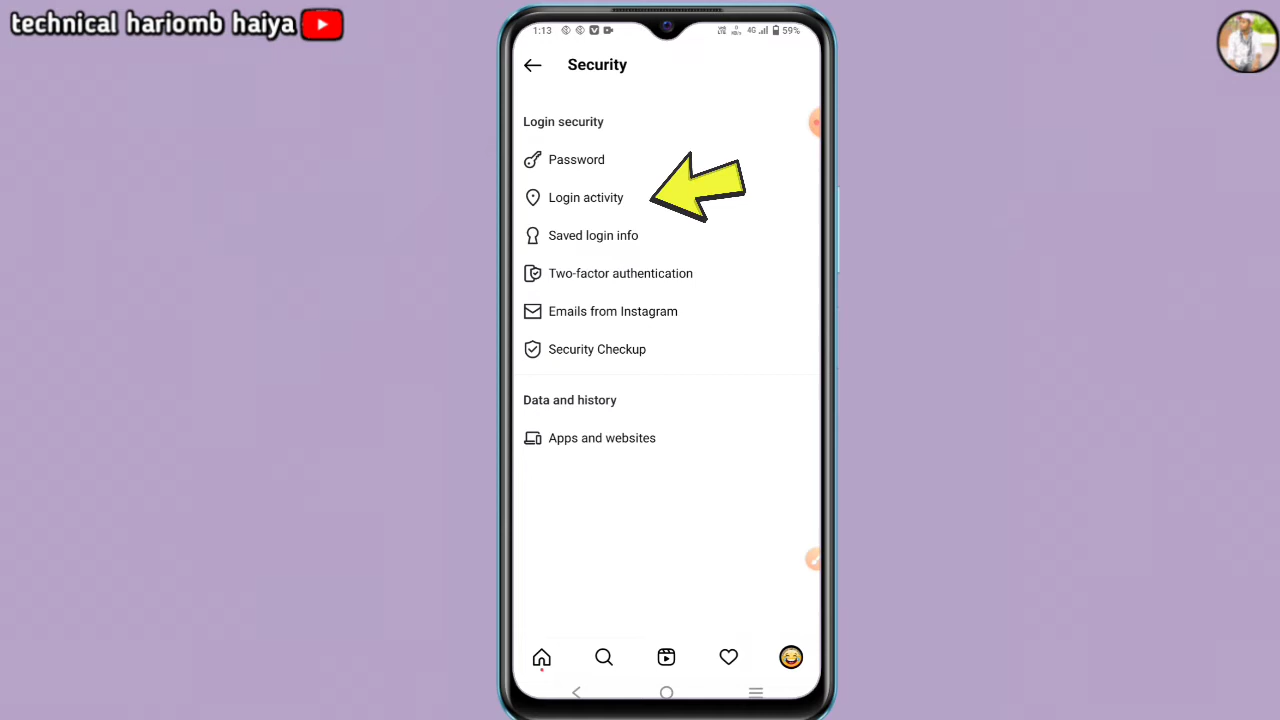 technical hariomb haiya
1:13
4G 59%
Security
Login security
Password
Login activity
Saved login info
Two-factor authentication
Emails from Instagram
Security Checkup
Data and history
Apps and websites